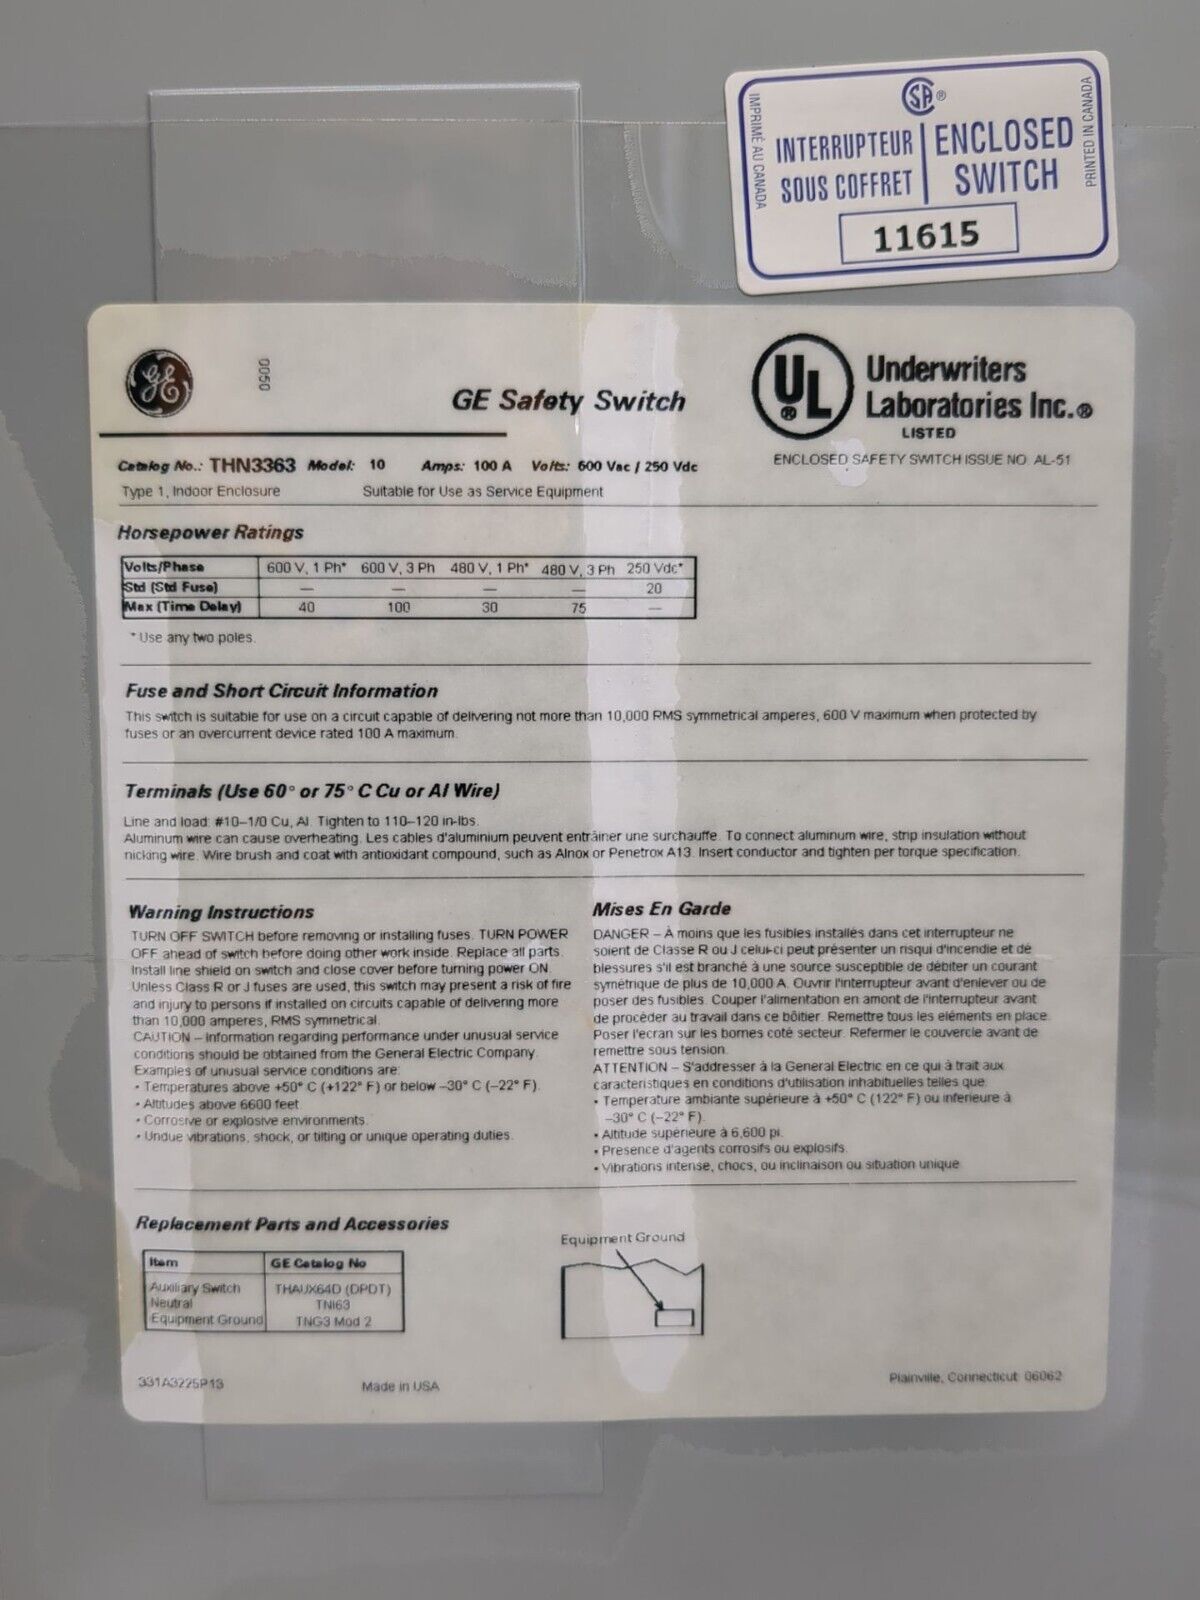 IMPRIMÉ AU CANADA
SA ®
INTERRUPTEUR SOUS COFFRET
ENCLOSED SWITCH
PRINTED IN CANADA
11615
GE
0050
GE Safety Switch
UL ®
Underwriters
Laboratories Inc.®
LISTED
ENCLOSED SAFETY SWITCH ISSUE NO. AL-51
Catalog No.: THN3363 Model: 10 Amps: 100 A Volts: 600 Vac / 250 Vdc
Type 1, Indoor Enclosure Suitable for Use as Service Equipment
Horsepower Ratings
Volts/Phase 600 V, 1 Ph* 600 V, 3 Ph 480 V, 1 Ph* 480 V, 3 Ph 250 Vdc*
Std (Std Fuse) — — — — 20
Max (Time Delay) 40 100 30 75 —
* Use any two poles.
Fuse and Short Circuit Information
This switch is suitable for use on a circuit capable of delivering not more than 10,000 RMS symmetrical amperes, 600 V maximum when protected by
fuses or an overcurrent device rated 100 A maximum.
Terminals (Use 60° or 75° C Cu or Al Wire)
Line and load: #10–1/0 Cu, Al. Tighten to 110–120 in-lbs.
Aluminum wire can cause overheating. Les cables d'aluminium peuvent entrâiner une surchauffe. To connect aluminum wire, strip insulation without
nicking wire. Wire brush and coat with antioxidant compound, such as Alnox or Penetrox A13. Insert conductor and tighten per torque specification.
Warning Instructions
TURN OFF SWITCH before removing or installing fuses. TURN POWER
OFF ahead of switch before doing other work inside. Replace all parts.
Install line shield on switch and close cover before turning power ON.
Unless Class R or J fuses are used, this switch may present a risk of fire
and injury to persons if installed on circuits capable of delivering more
than 10,000 amperes, RMS symmetrical.
CAUTION – Information regarding performance under unusual service
conditions should be obtained from the General Electric Company.
Examples of unusual service conditions are:
• Temperatures above +50° C (+122° F) or below –30° C (–22° F).
• Altitudes above 6600 feet.
• Corrosive or explosive environments.
• Undue vibrations, shock, or tilting or unique operating duties.
Mises En Garde
DANGER – À moins que les fusibles installés dans cet interrupteur ne
soient de Classe R ou J celui-ci peut présenter un risqui d'incendie et de
blessures s'il est branché à une source susceptible de débiter un courant
symétrique de plus de 10,000 A. Ouvrir l'interrupteur avant d'enlever ou de
poser des fusibles. Couper l'alimentation en amont de l'interrupteur avant
de procéder au travail dans ce bôitier. Remettre tous les eléments en place.
Poser l'ecran sur les bornes coté secteur. Refermer le couvercle avant de
remettre sous tension.
ATTENTION – S'addresser à la General Electric en ce qui à trait aux
caracteristiques en conditions d'utilisation inhabituelles telles que:
• Temperature ambiante supérieure à +50° C (122° F) ou inferieure à
–30° C (–22° F).
• Altitude supérieure à 6,600 pi.
• Presence d'agents corrosifs ou explosifs.
• Vibrations intense, chocs, ou inclinaison ou situation unique.
Replacement Parts and Accessories
Item GE Catalog No
Auxiliary Switch THAUX64D (DPDT)
Neutral TNI63
Equipment Ground TNG3 Mod 2
Equipment Ground
331A3225P13
Made in USA
Plainville, Connecticut 06062